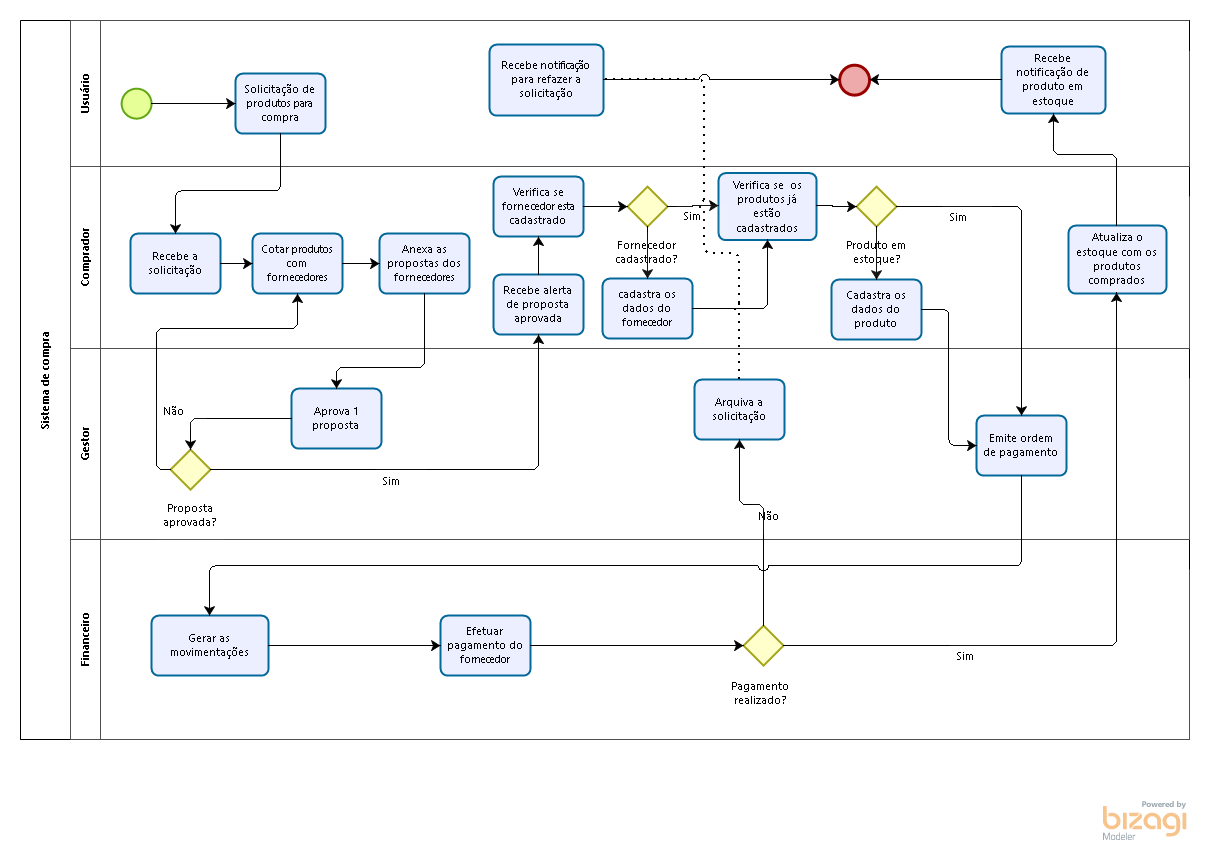 Sistema de compra
Usuário
Solicitação de
produtos para
compra
Recebe notificação
para refazer a
solicitação
Recebe
notificação de
produto em
estoque
Comprador
Recebe a
solicitação
Cotar produtos
com
fornecedores
Anexa as
propostas dos
fornecedores
Verifica se
fornecedor esta
cadastrado
Recebe alerta
de proposta
aprovada
Fornecedor
cadastrado?
Sim
cadastra os
dados do
fornecedor
Verifica se os
produtos já
estão
cadastrados
Produto em
estoque?
Sim
Cadastra os
dados do
produto
Atualiza o
estoque com os
produtos
comprados
Gestor
Aprova 1
proposta
Não
Proposta
aprovada?
Sim
Arquiva a
solicitação
Não
Emite ordem
de pagamento
Financeiro
Gerar as
movimentações
Efetuar
pagamento do
fornecedor
Pagamento
realizado?
Sim
Powered by
bizagi
Modeler